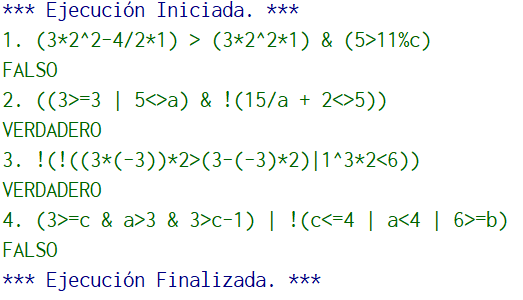 *** Ejecución Iniciada. ***
1. (3*2^2-4/2*1) > (3*2^2*1) & (5>11%c)
FALSO
2. ((3>=3 | 5<>a) & !(15/a + 2<>5))
VERDADERO
3. !(!((3*(-3))*2>(3-(-3)*2)|1^3*2<6))
VERDADERO
4. (3>=c & a>3 & 3>c-1) | !(c<=4 | a<4 | 6>=b)
FALSO
*** Ejecución Finalizada. ***